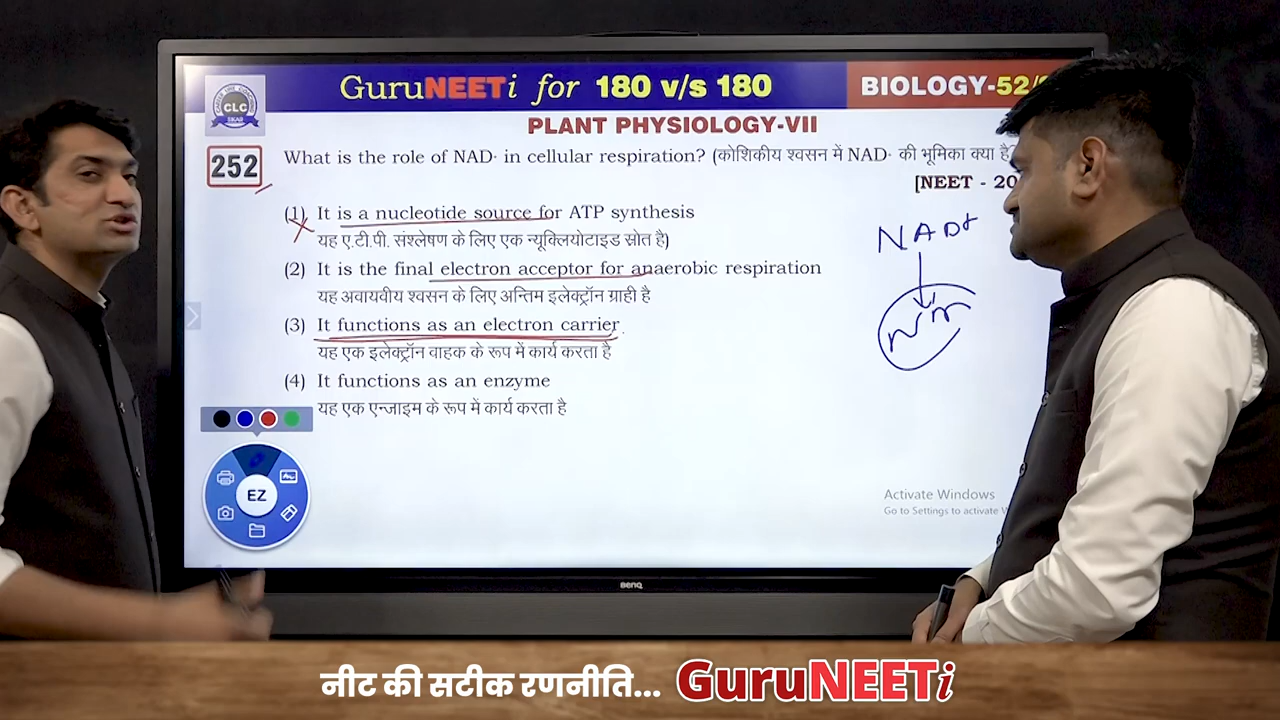 GuruNEETi for 180 v/s 180
BIOLOGY-52/
CLC
SIKAR
PLANT PHYSIOLOGY-VII
252 What is the role of NAD+ in cellular respiration? (कोशिकीय श्वसन में NAD+ की भूमिका क्या है
[NEET - 20
(1) It is a nucleotide source for ATP synthesis
यह ए.टी.पी. संश्लेषण के लिए एक न्यूक्लियोटाइड स्रोत है)
(2) It is the final electron acceptor for anaerobic respiration
यह अवायवीय श्वसन के लिए अन्तिम इलेक्ट्रॉन ग्राही है
(3) It functions as an electron carrier.
यह एक इलेक्ट्रॉन वाहक के रूप में कार्य करता है
(4) It functions as an enzyme
यह एक एन्जाइम के रूप में कार्य करता है
NAD+
EZ
Activate Windows
Go to Settings to activate
BenQ
नीट की सटीक रणनीति... GuruNEETi